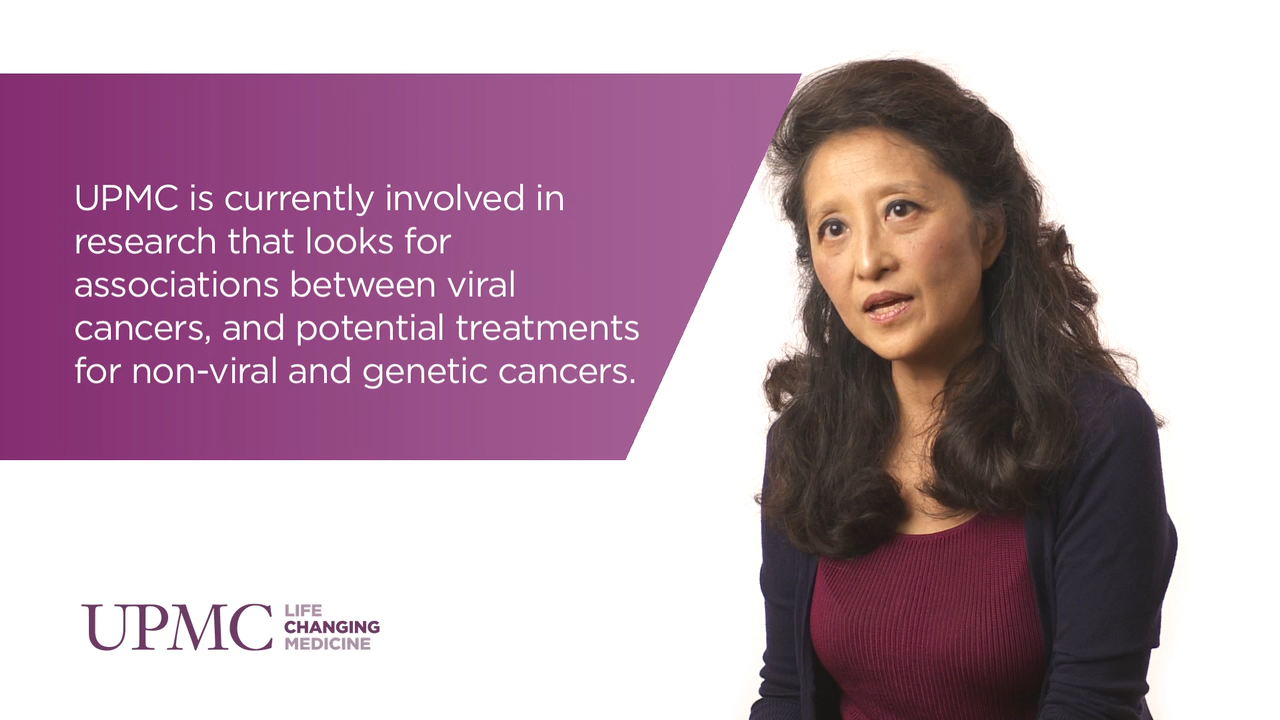 UPMC is currently involved in
research that looks for
associations between viral
cancers, and potential treatments
for non-viral and genetic cancers.
UPMC
LIFE
CHANGING
MEDICINE